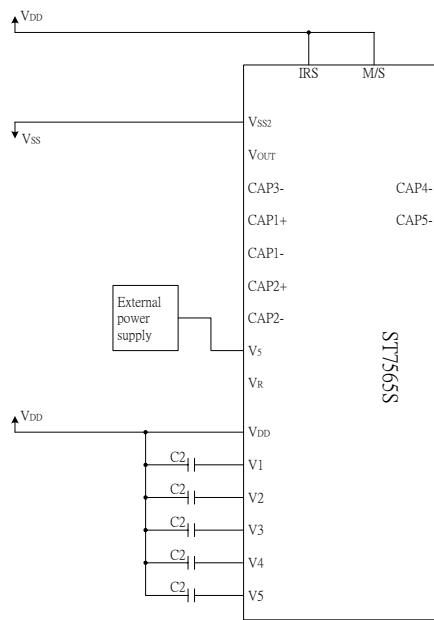 VDD
IRS M/S
VSS2
VSS
VOUT
CAP3- CAP4-
CAP1+ CAP5-
CAP1-
CAP2+
External
power
supply
CAP2-
V5
ST7565S
VR
VDD
VDD
C2 V1
C2 V2
C2 V3
C2 V4
C2 V5